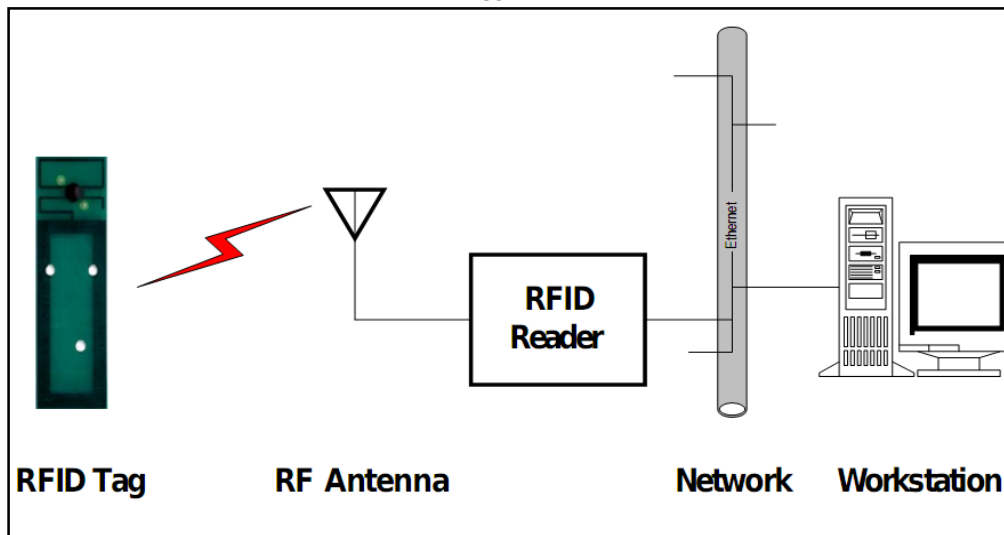 Ethernet
RFID
Reader
RFID Tag
RF Antenna
Network
Workstation